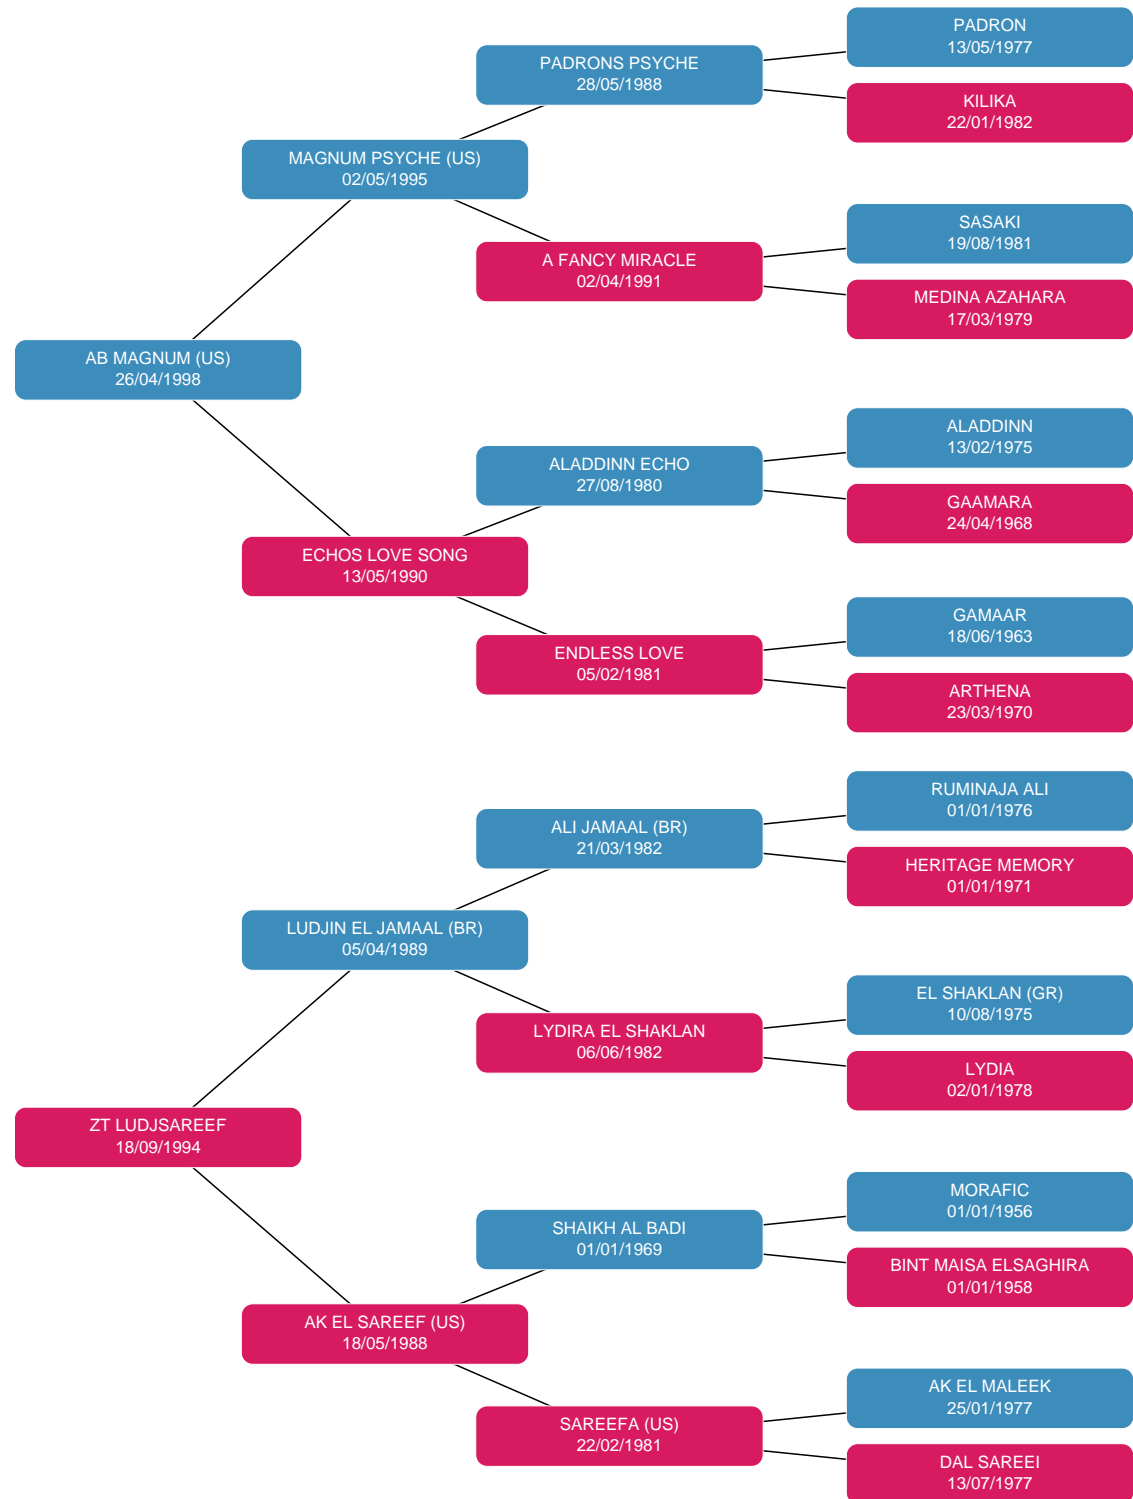 PADRON
13/05/1977
PADRONS PSYCHE
28/05/1988
KILIKA
22/01/1982
MAGNUM PSYCHE (US)
02/05/1995
SASAKI
19/08/1981
A FANCY MIRACLE
02/04/1991
MEDINA AZAHARA
17/03/1979
AB MAGNUM (US)
26/04/1998
ALADDINN
13/02/1975
ALADDINN ECHO
27/08/1980
GAAMARA
24/04/1968
ECHOS LOVE SONG
13/05/1990
GAMAAR
18/06/1963
ENDLESS LOVE
05/02/1981
ARTHENA
23/03/1970
RUMINAJA ALI
01/01/1976
ALI JAMAAL (BR)
21/03/1982
HERITAGE MEMORY
01/01/1971
LUDJIN EL JAMAAL (BR)
05/04/1989
EL SHAKLAN (GR)
10/08/1975
LYDIRA EL SHAKLAN
06/06/1982
LYDIA
02/01/1978
ZT LUDJSAREEF
18/09/1994
MORAFIC
01/01/1956
SHAIKH AL BADI
01/01/1969
BINT MAISA ELSAGHIRA
01/01/1958
AK EL SAREEF (US)
18/05/1988
AK EL MALEEK
25/01/1977
SAREEFA (US)
22/02/1981
DAL SAREEI
13/07/1977